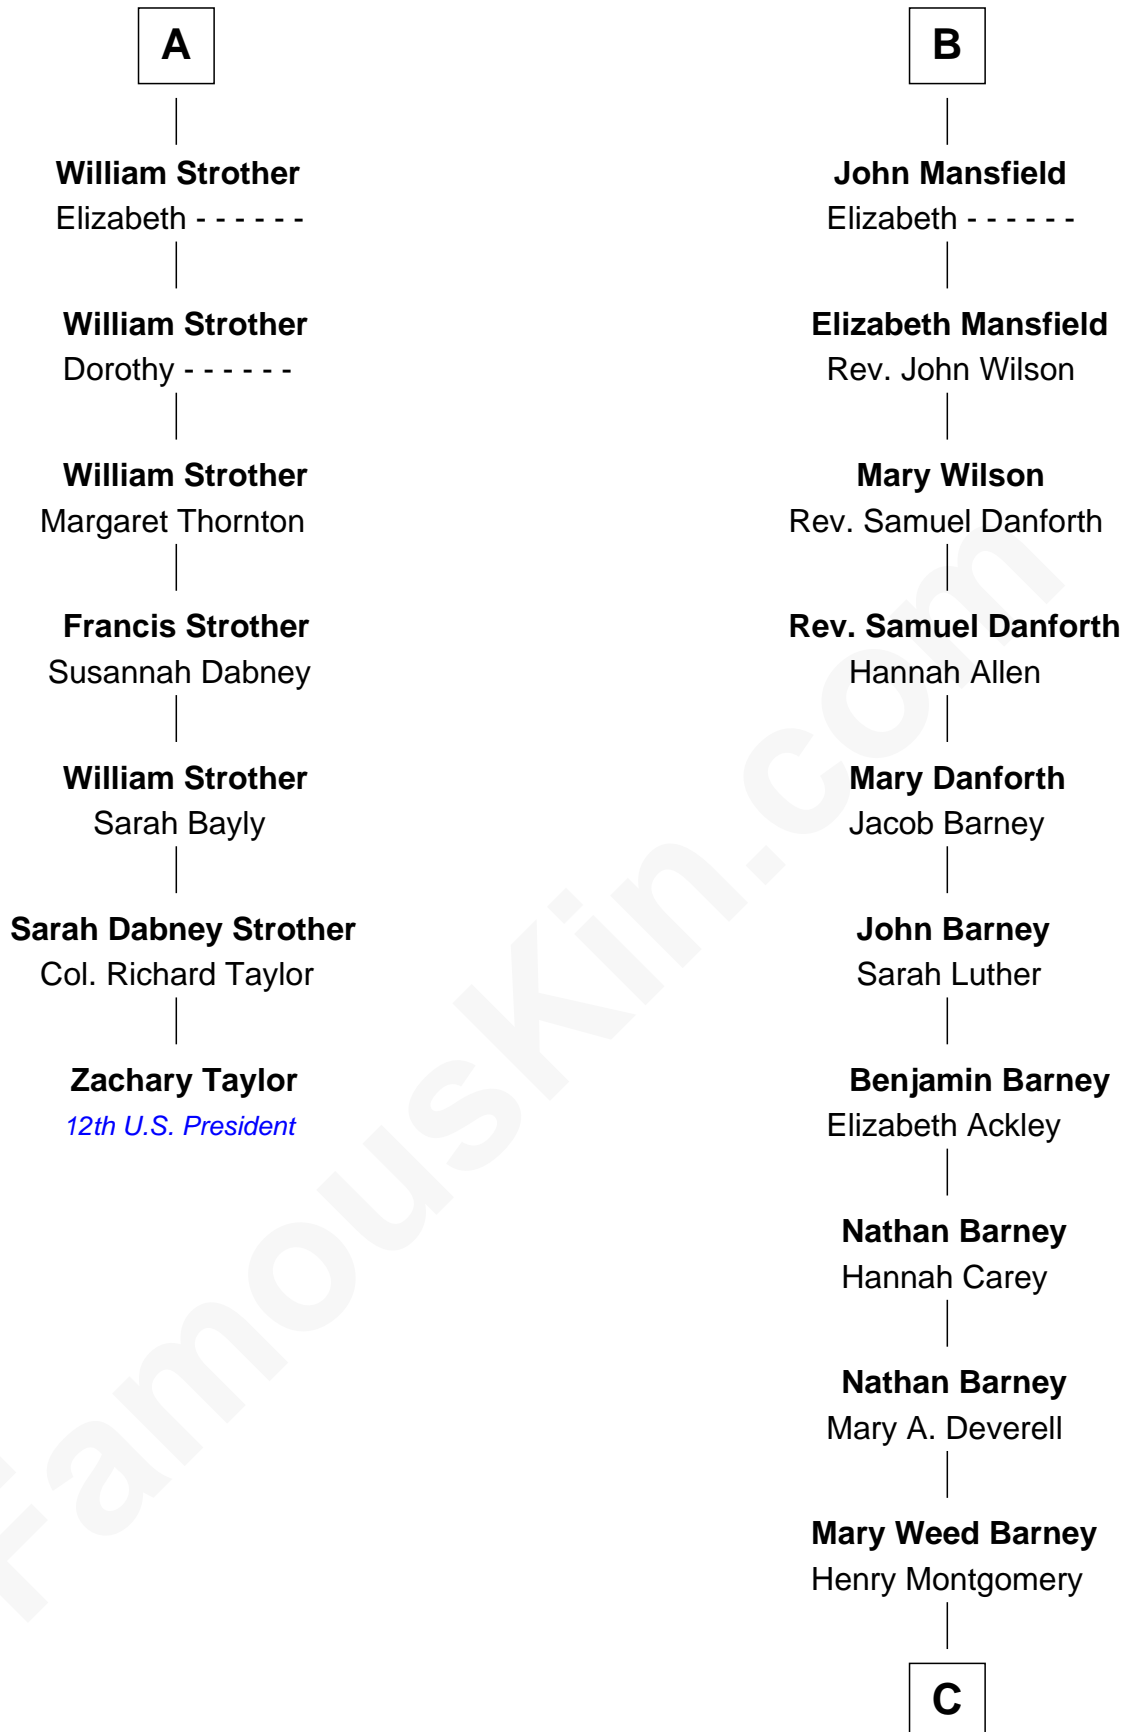 A
William Strother
Elizabeth - - - - - -
William Strother
Dorothy - - - - - -
William Strother
Margaret Thornton
Francis Strother
Susannah Dabney
William Strother
Sarah Bayly
Sarah Dabney Strother
Col. Richard Taylor
Zachary Taylor
12th U.S. President
B
John Mansfield
Elizabeth - - - - - -
Elizabeth Mansfield
Rev. John Wilson
Mary Wilson
Rev. Samuel Danforth
Rev. Samuel Danforth
Hannah Allen
Mary Danforth
Jacob Barney
John Barney
Sarah Luther
Benjamin Barney
Elizabeth Ackley
Nathan Barney
Hannah Carey
Nathan Barney
Mary A. Deverell
Mary Weed Barney
Henry Montgomery
C
FamousKin.com